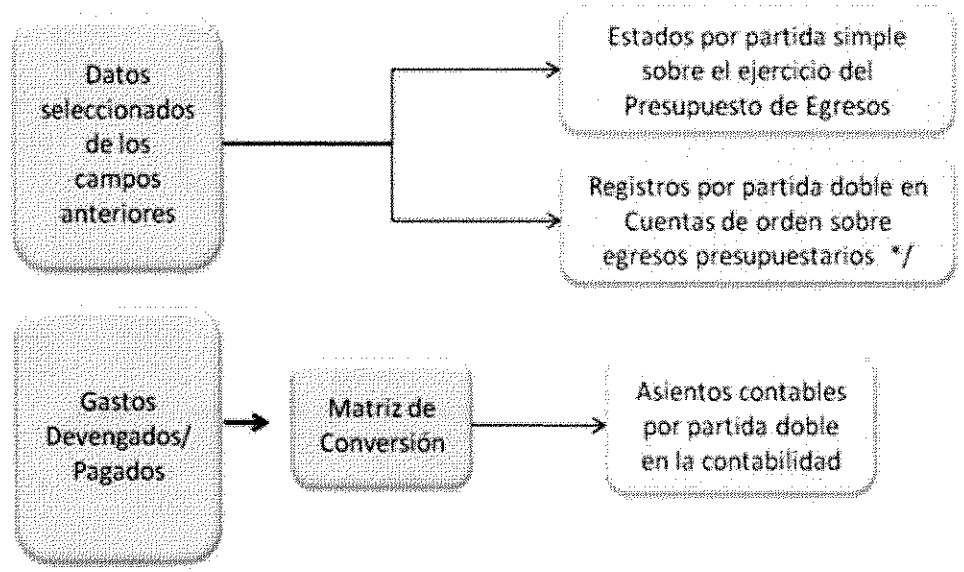 Datos
seleccionados
de los
campos
anteriores
Estados por partida simple
sobre el ejercicio del
Presupuesto de Egresos
Registros por partida doble en
Cuentas de orden sobre
egresos presupuestarios */
Gastos
Devengados/
Pagados
Matriz de
Conversión
Asientos contables
por partida doble
en la contabilidad